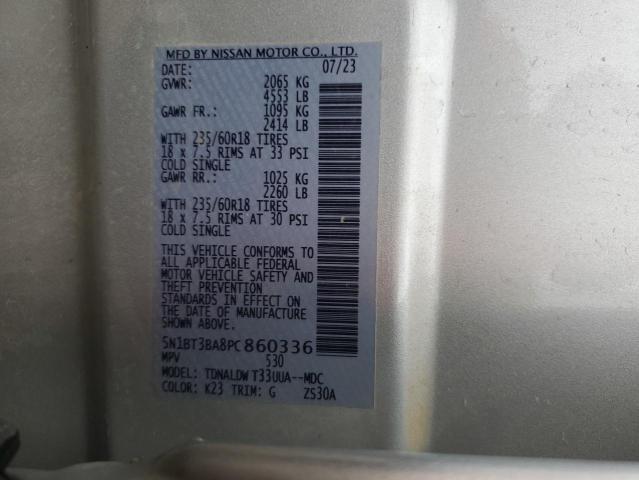 MFD BY NISSAN MOTOR CO., LTD.
DATE: 07/23
GVWR: 2065 KG
4553 LB
GAWR FR.: 1095 KG
2414 LB
WITH 235/60R18 TIRES
18 x 7.5 RIMS AT 33 PSI
COLD SINGLE
GAWR RR.: 1025 KG
2260 LB
WITH 235/60R18 TIRES
18 x 7.5 RIMS AT 30 PSI
COLD SINGLE
THIS VEHICLE CONFORMS TO
ALL APPLICABLE FEDERAL
MOTOR VEHICLE SAFETY AND
THEFT PREVENTION
STANDARDS IN EFFECT ON
THE DATE OF MANUFACTURE
SHOWN ABOVE.
5N1BT3BA8PC860336
MPV 530
MODEL: TDNALDW T33UUA--MDC
COLOR: K23 TRIM: G ZS30A